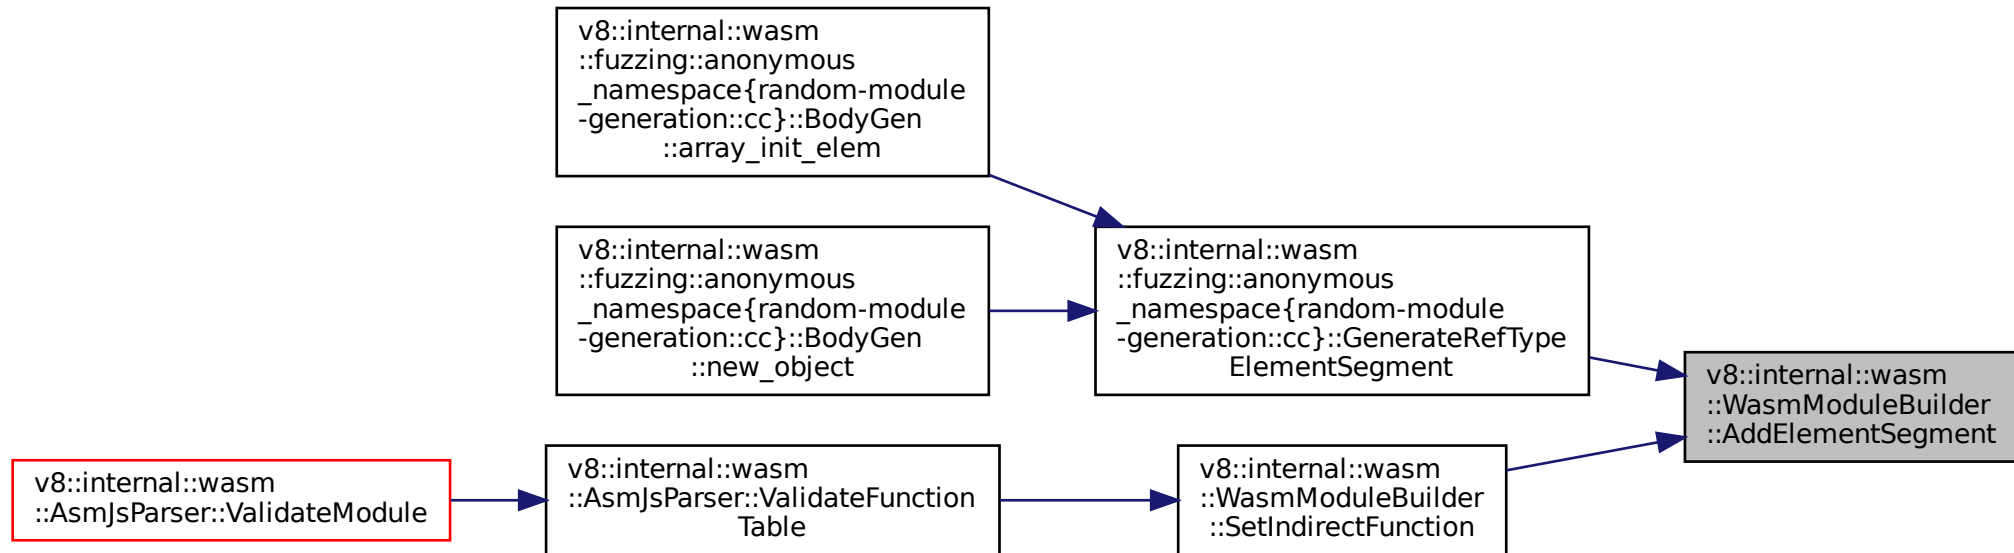 v8::internal::wasm
::fuzzing::anonymous
_namespace{random-module
-generation::cc}::BodyGen
::array_init_elem
v8::internal::wasm
::fuzzing::anonymous
_namespace{random-module
-generation::cc}::BodyGen
::new_object
v8::internal::wasm
::fuzzing::anonymous
_namespace{random-module
-generation::cc}::GenerateRefType
ElementSegment
v8::internal::wasm
::WasmModuleBuilder
::AddElementSegment
v8::internal::wasm
::AsmJsParser::ValidateModule
v8::internal::wasm
::AsmJsParser::ValidateFunction
Table
v8::internal::wasm
::WasmModuleBuilder
::SetIndirectFunction